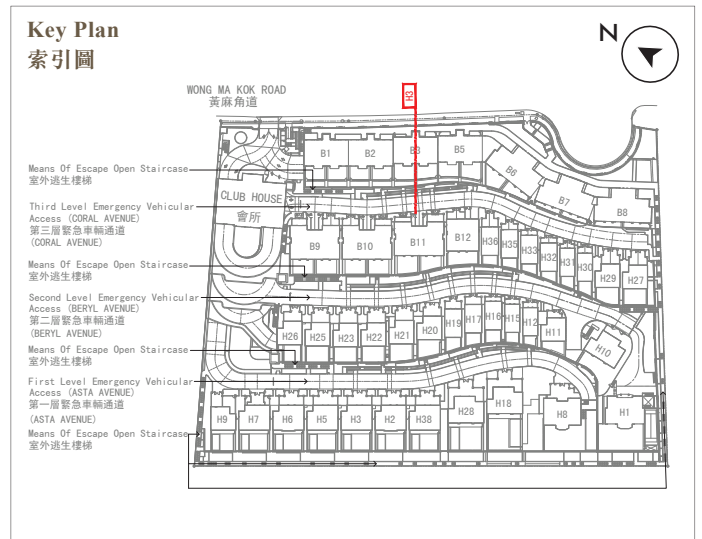 Key Plan
索引圖
N
WONG MA KOK ROAD
黃麻角道
H3
B1 B2 B3 B5
B6
B7
B8
Means Of Escape Open Staircase
室外逃生樓梯
CLUB HOUSE
會所
Third Level Emergency Vehicular
Access (CORAL AVENUE)
第三層緊急車輛通道
(CORAL AVENUE)
B9 B10 B11 B12 H36 H35 H33 H32 H31 H30 H29 H27
Means Of Escape Open Staircase
室外逃生樓梯
Second Level Emergency Vehicular
Access (BERYL AVENUE)
第二層緊急車輛通道
(BERYL AVENUE)
H26 H25 H23 H22 H21 H20 H19 H17 H16 H15 H12 H11
H10
Means Of Escape Open Staircase
室外逃生樓梯
First Level Emergency Vehicular
Access (ASTA AVENUE)
第一層緊急車輛通道
(ASTA AVENUE)
H9 H7 H6 H5 H3 H2 H38 H28 H18 H8 H1
Means Of Escape Open Staircase
室外逃生樓梯